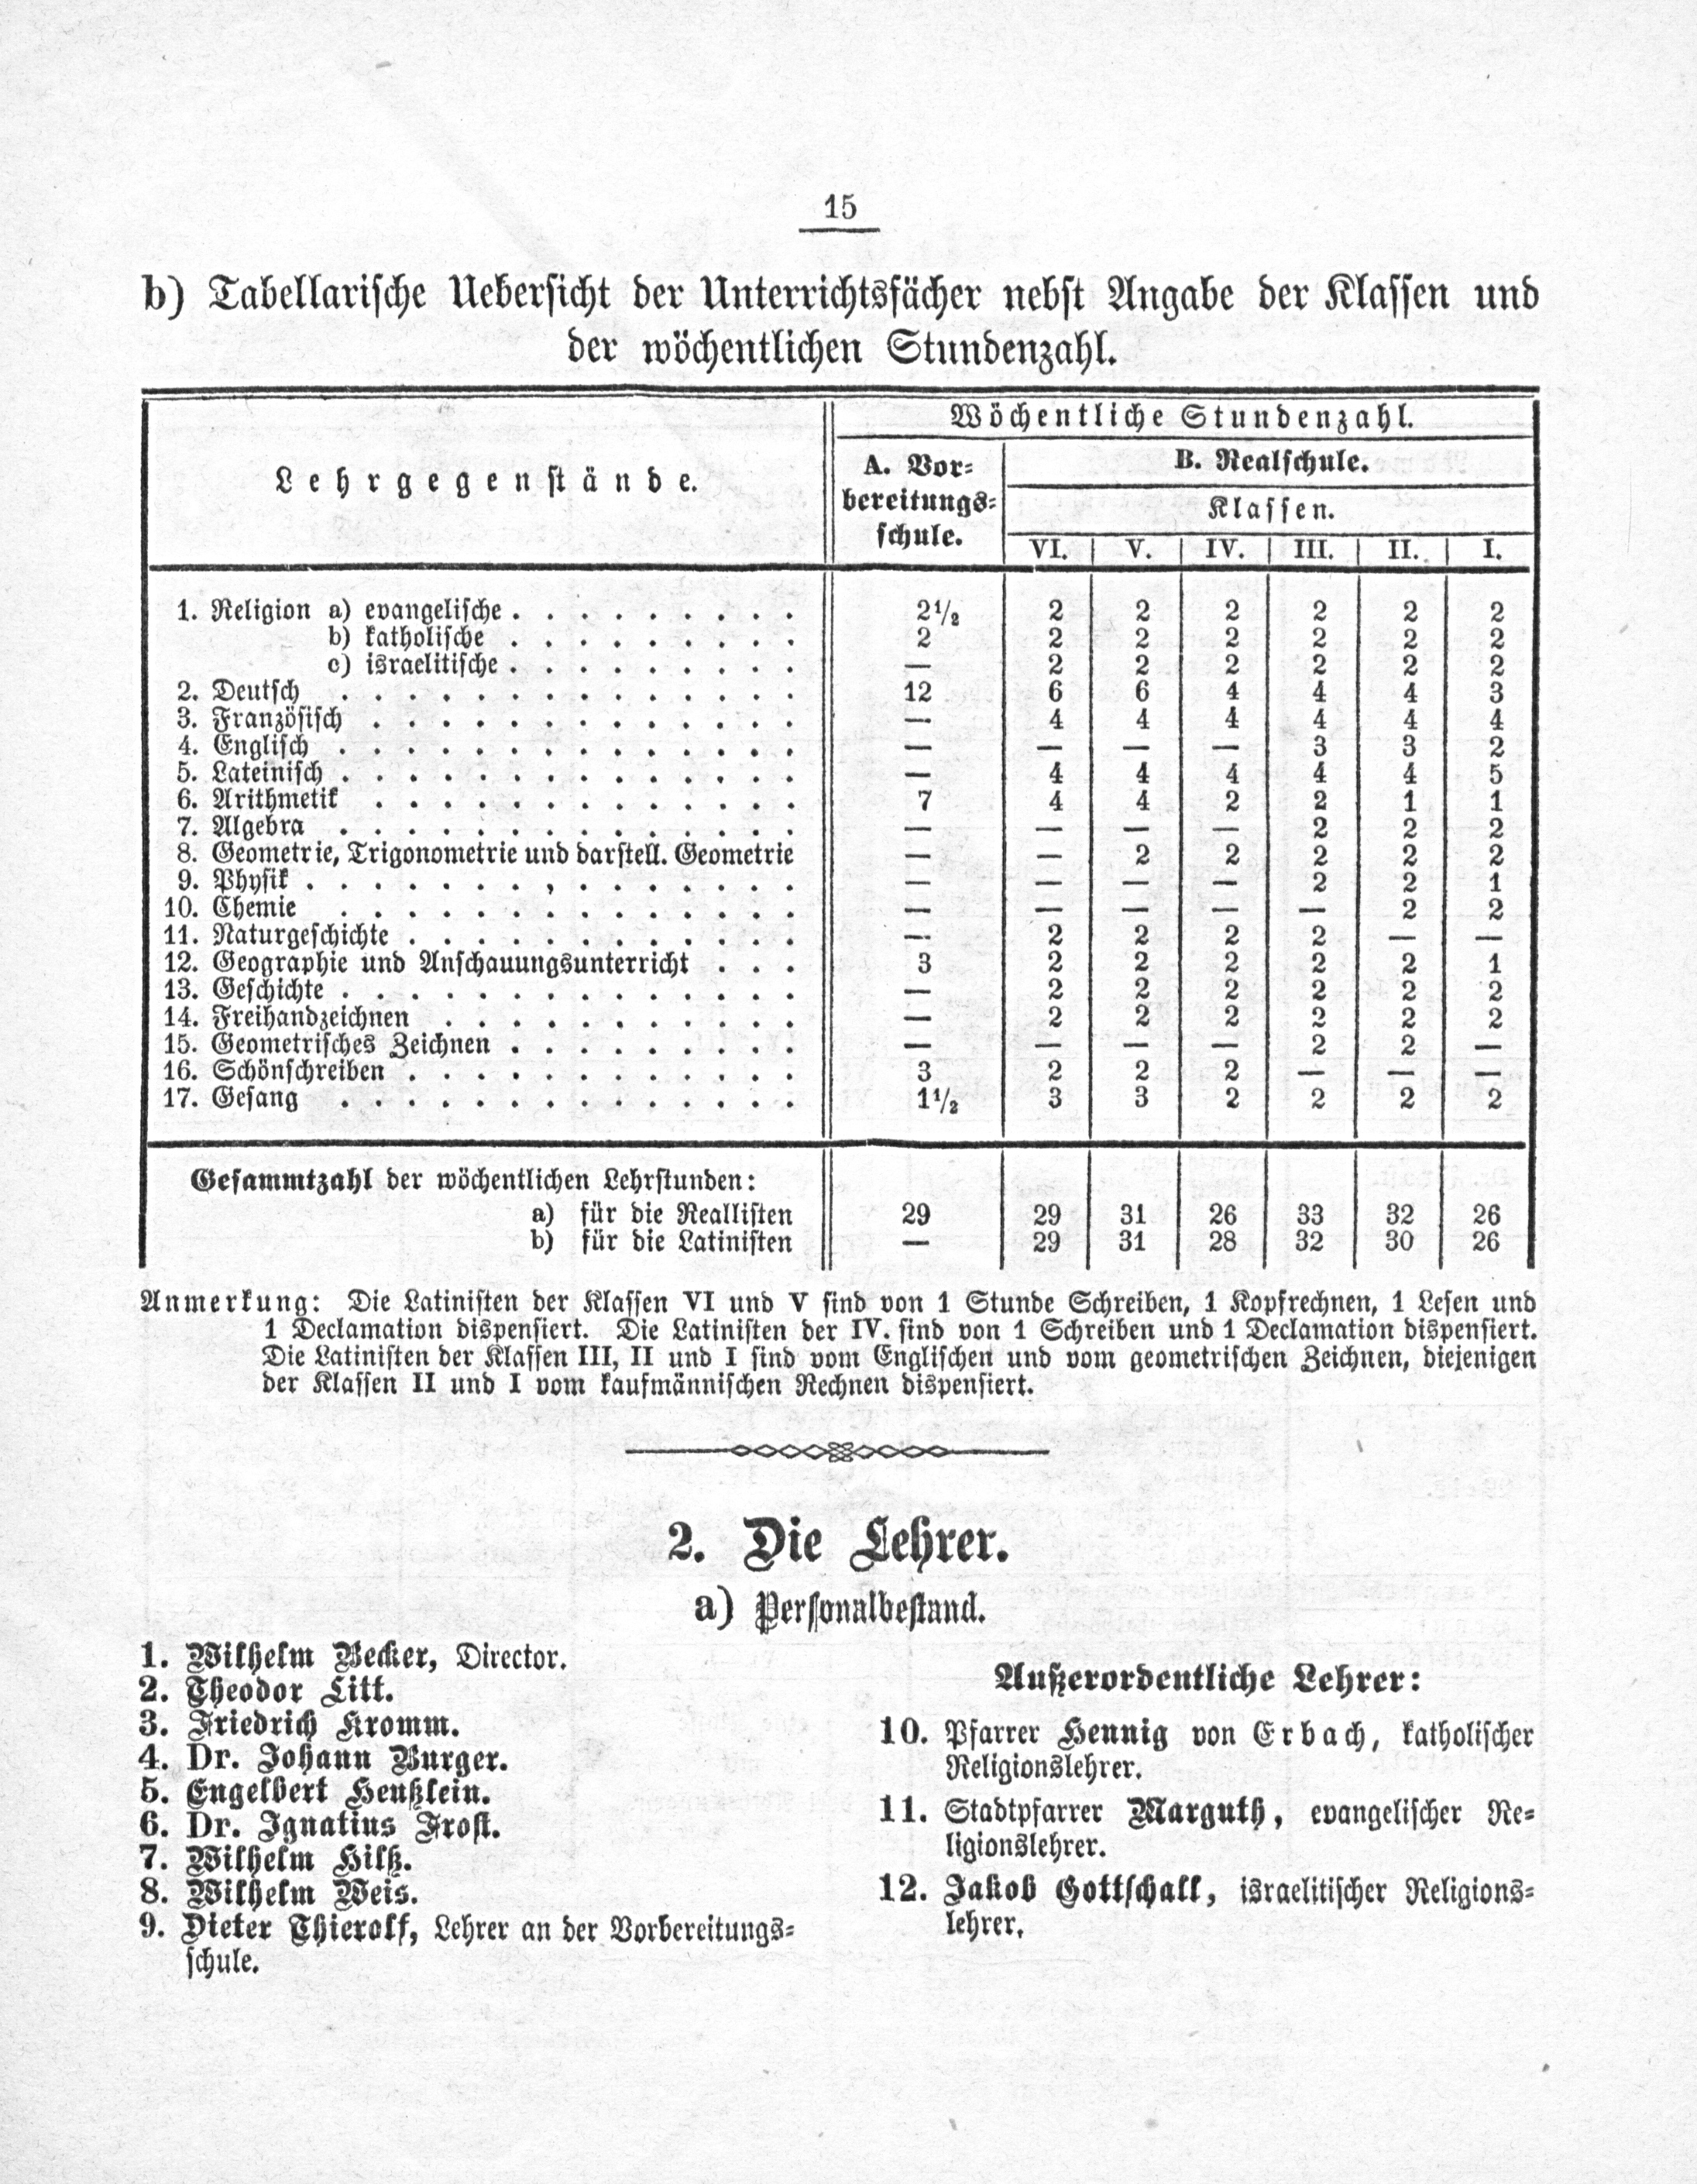 15
b) Tabellarische Uebersicht der Unterrichtsfächer nebst Angabe der Klassen und
der wöchentlichen Stundenzahl.
Lehrgegenstände.
Wöchentliche Stundenzahl.
A. Vor-
bereitungs-
schule.
B. Realschule.
Klassen.
VI. V. IV. III. II. I.
1. Religion a) evangelische . . . . . . . . . 2½ 2 2 2 2 2 2
b) katholische . . . . . . . . . 2 2 2 2 2 2 2
c) israelitische . . . . . . . . . — 2 2 2 2 2 2
2. Deutsch . . . . . . . . . . . . . . 12 6 6 4 4 4 3
3. Französisch . . . . . . . . . . . . . — 4 4 4 4 4 4
4. Englisch . . . . . . . . . . . . . . — — — — 3 3 2
5. Lateinisch . . . . . . . . . . . . . . — 4 4 4 4 4 5
6. Arithmetik . . . . . . . . . . . . . 7 4 4 2 2 1 1
7. Algebra . . . . . . . . . . . . . . — — — — 2 2 2
8. Geometrie, Trigonometrie und darstell. Geometrie — — 2 2 2 2 2
9. Physik . . . . . . . , . . . . . . . — — — — 2 2 1
10. Chemie . . . . . . . . . . . . . . — — — — — 2 2
11. Naturgeschichte . . . . . . . . . . . . — 2 2 2 2 — —
12. Geographie und Anschauungsunterricht . . . 3 2 2 2 2 2 1
13. Geschichte . . . . . . . . . . . . . . — 2 2 2 2 2 2
14. Freihandzeichnen . . . . . . . . . . . — 2 2 2 2 2 2
15. Geometrisches Zeichnen . . . . . . . . . — — — — 2 2 —
16. Schönschreiben . . . . . . . . . . . . 3 2 2 2 — — —
17. Gesang . . . . . . . . . . . . . . 1½ 3 3 2 2 2 2
Gesammtzahl der wöchentlichen Lehrstunden:
a) für die Reallisten 29 29 31 26 33 32 26
b) für die Latinisten — 29 31 28 32 30 26
Anmerkung: Die Latinisten der Klassen VI und V sind von 1 Stunde Schreiben, 1 Kopfrechnen, 1 Lesen und
1 Declamation dispensiert. Die Latinisten der IV. sind von 1 Schreiben und 1 Declamation dispensiert.
Die Latinisten der Klassen III, II und I sind vom Englischen und vom geometrischen Zeichnen, diejenigen
der Klassen II und I vom kaufmännischen Rechnen dispensiert.
2. Die Lehrer.
a) Personalbestand.
1. Wilhelm Becker, Director.
2. Theodor Litt.
3. Friedrich Kromm.
4. Dr. Johann Burger.
5. Engelbert Henßlein.
6. Dr. Ignatius Frost.
7. Wilhelm Hilß.
8. Wilhelm Weis.
9. Dieter Thierolf, Lehrer an der Vorbereitungs-
schule.
Außerordentliche Lehrer:
10. Pfarrer Hennig von Erbach, katholischer
Religionslehrer.
11. Stadtpfarrer Marguth, evangelischer Re-
ligionslehrer.
12. Jakob Gottschall, israelitischer Religions-
lehrer.